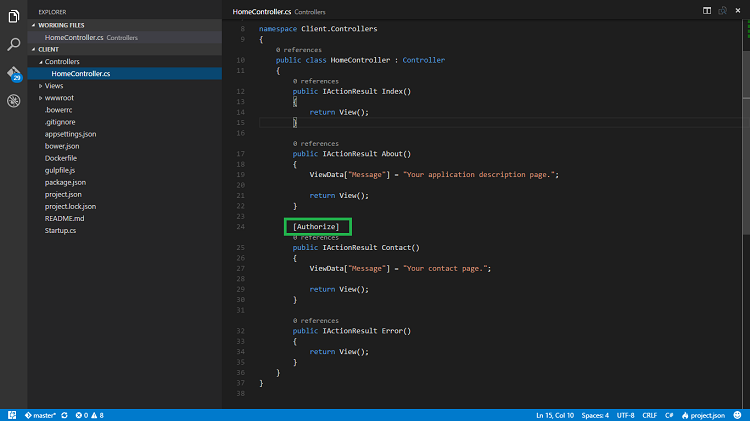 EXPLORER
WORKING FILES
HomeController.cs Controllers
CLIENT
Controllers
HomeController.cs
Views
wwwroot
.bowerrc
.gitignore
appsettings.json
bower.json
Dockerfile
gulpfile.js
package.json
project.json
project.lock.json
README.md
Startup.cs
29
HomeController.cs Controllers
8 namespace Client.Controllers
9 {
0 references
10 public class HomeController : Controller
11 {
0 references
12 public IActionResult Index()
13 {
14 return View();
15 }
16
0 references
17 public IActionResult About()
18 {
19 ViewData["Message"] = "Your application description page.";
20
21 return View();
22 }
23
24 [Authorize]
0 references
25 public IActionResult Contact()
26 {
27 ViewData["Message"] = "Your contact page.";
28
29 return View();
30 }
31
0 references
32 public IActionResult Error()
33 {
34 return View();
35 }
36 }
37 }
38
master* 0 8 Ln 15, Col 10 Spaces: 4 UTF-8 CRLF C# project.json